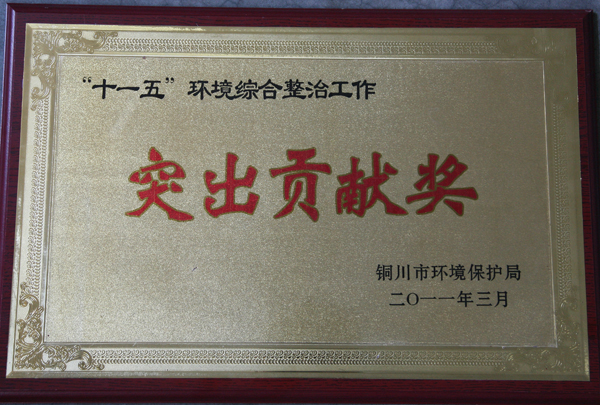 “十一五”环境综合整治工作
突出贡献奖
铜川市环境保护局
二〇一一年三月